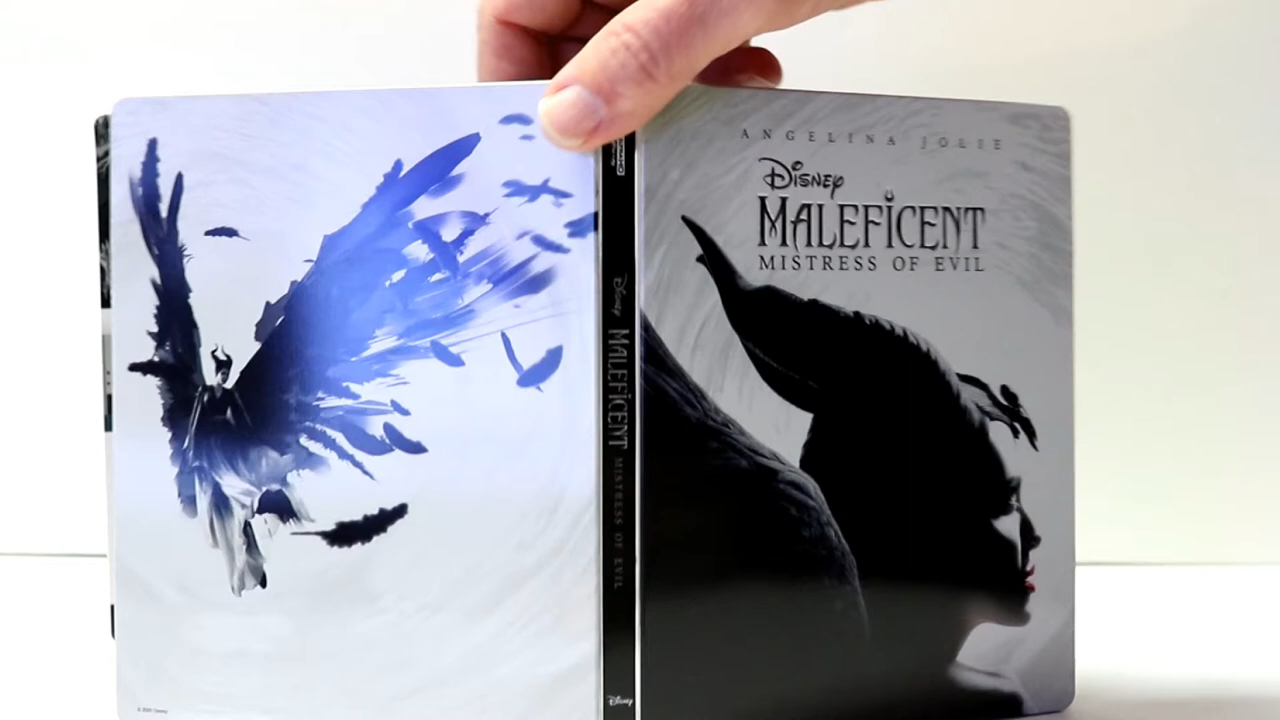 ANGELINA JOLIE
Disney
MALEFICENT
MISTRESS OF EVIL
Disney MALEFICENT MISTRESS OF EVIL
Disney